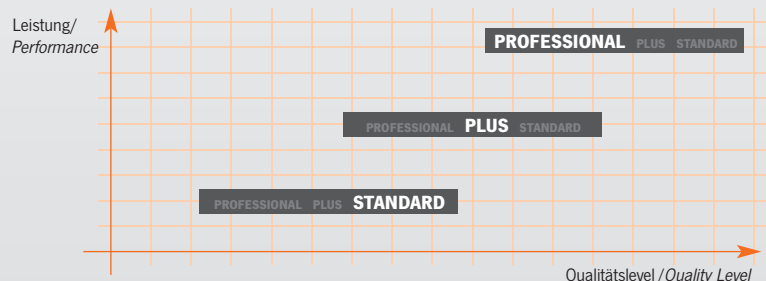 Leistung/
Performance
PROFESSIONAL PLUS STANDARD
PROFESSIONAL PLUS STANDARD
PROFESSIONAL PLUS STANDARD
Qualitätslevel / Quality Level